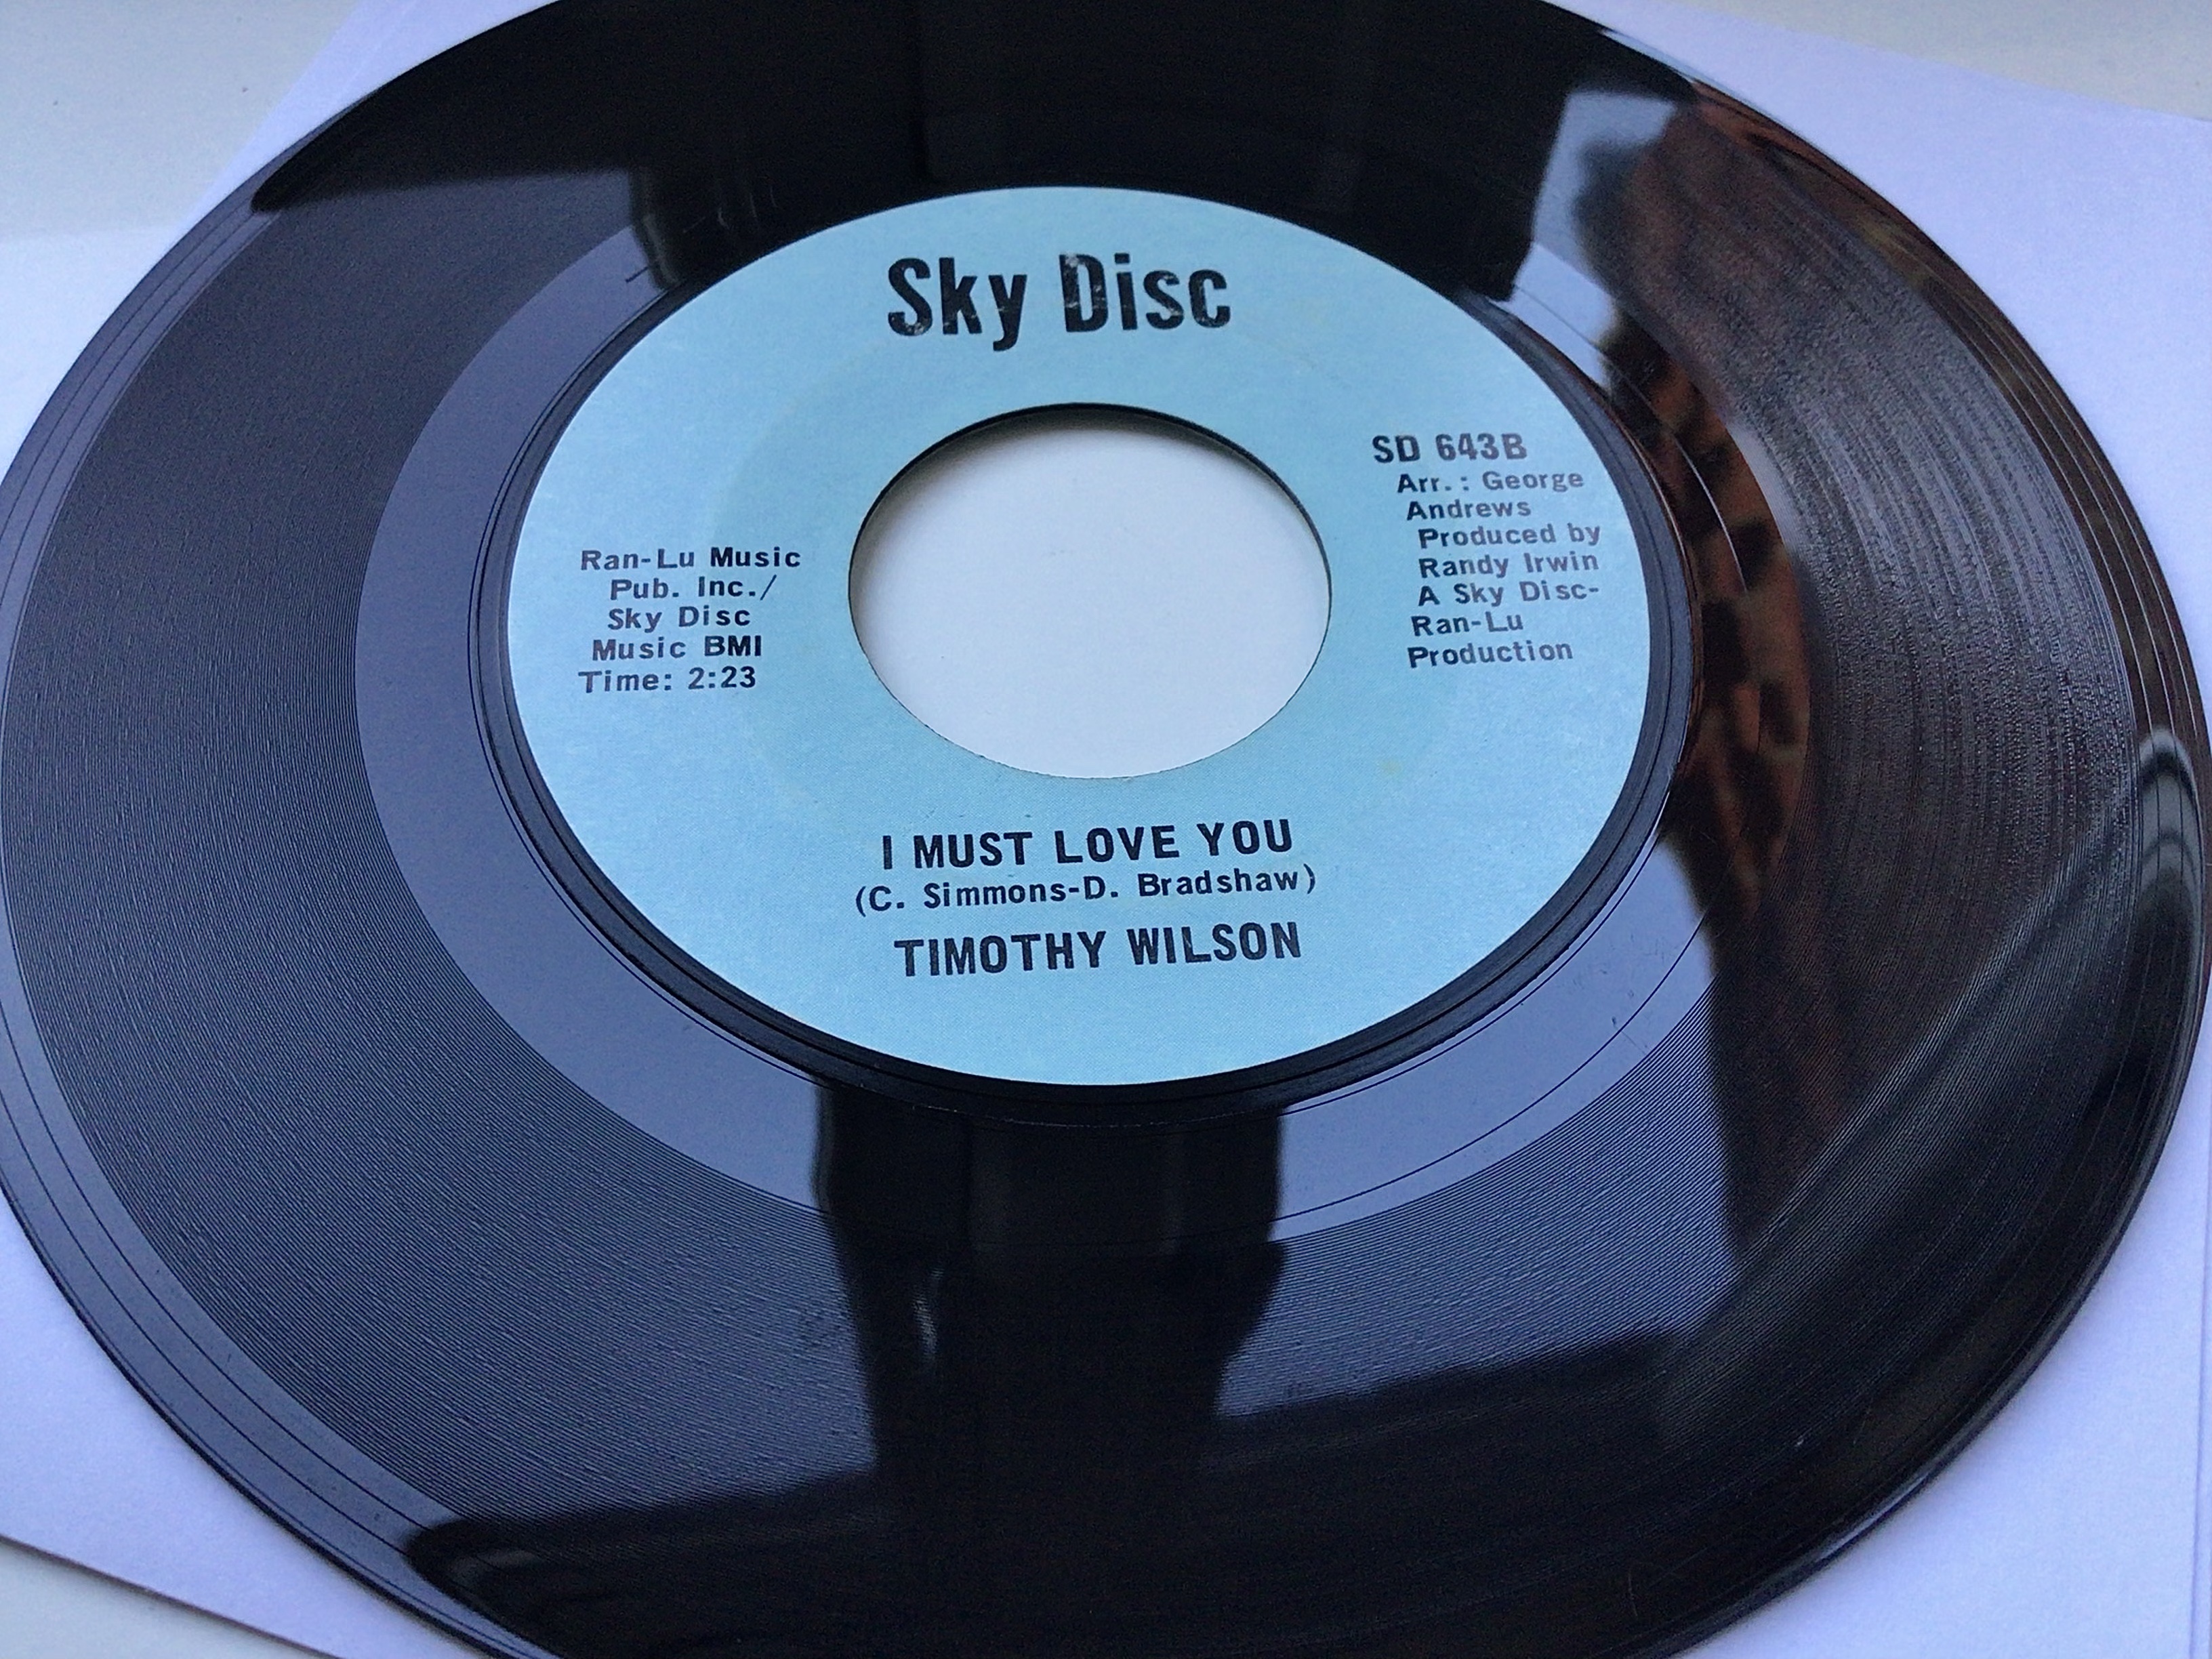 Sky Disc
Ran-Lu Music
Pub. Inc./
Sky Disc
Music BMI
Time: 2:23
SD 643B
Arr. : George
Andrews
Produced by
Randy Irwin
A Sky Disc-
Ran-Lu
Production
I MUST LOVE YOU
(C. Simmons-D. Bradshaw)
TIMOTHY WILSON